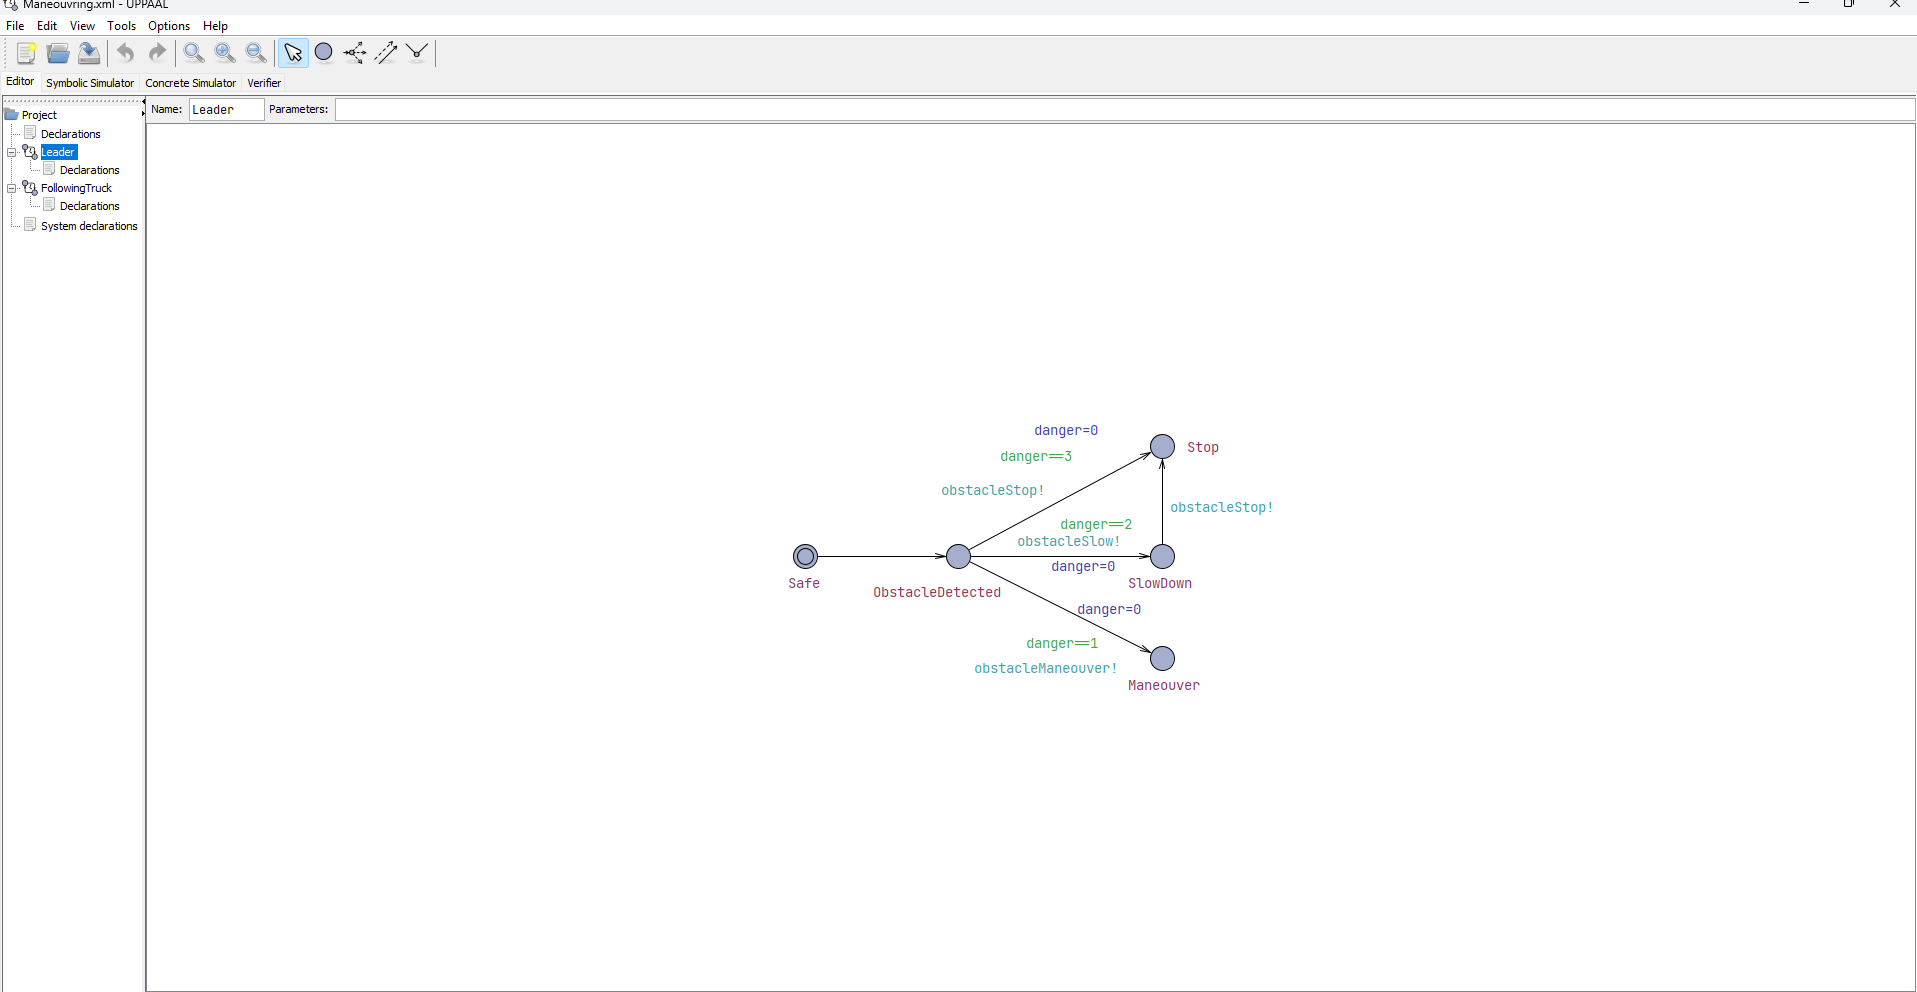 Maneouvring.xml - UPPAAL
File Edit View Tools Options Help
Editor Symbolic Simulator Concrete Simulator Verifier
Project
Declarations
Leader
Declarations
FollowingTruck
Declarations
System declarations
Name: Leader Parameters:
danger=0
danger==3
obstacleStop!
Stop
obstacleStop!
danger==2
obstacleSlow!
danger=0
Safe
ObstacleDetected
SlowDown
danger=0
danger==1
obstacleManeouver!
Maneouver